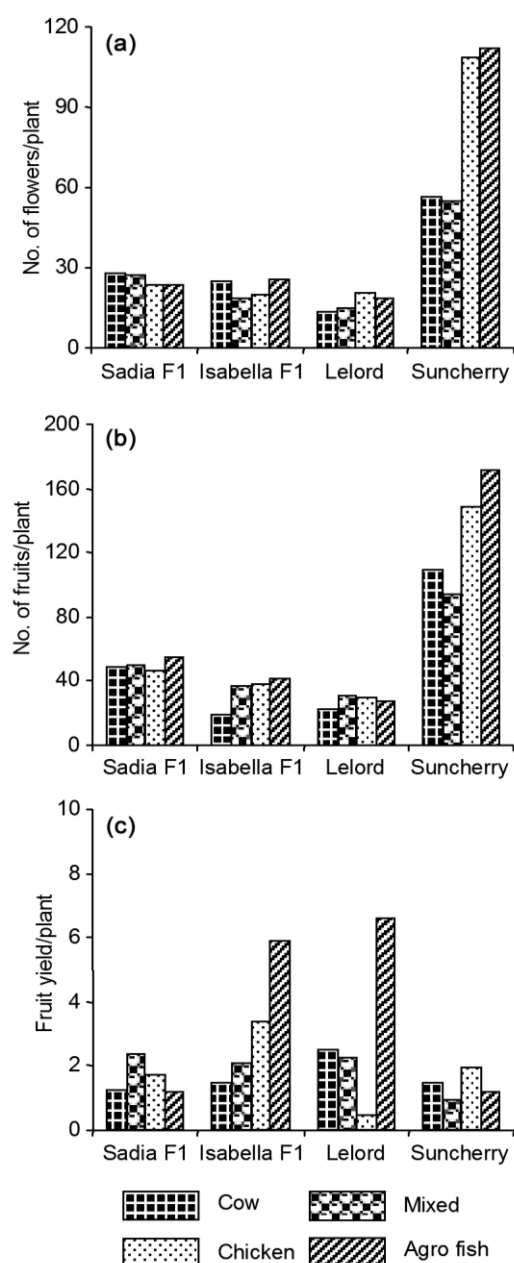 (a)
No. of flowers/plant
120
90
60
30
0
Sadia F1 Isabella F1 Lelord Suncherry
(b)
No. of fruits/plant
200
160
120
80
40
0
Sadia F1 Isabella F1 Lelord Suncherry
(c)
Fruit yield/plant
10
8
6
4
2
0
Sadia F1 Isabella F1 Lelord Suncherry
Cow Mixed
Chicken Agro fish